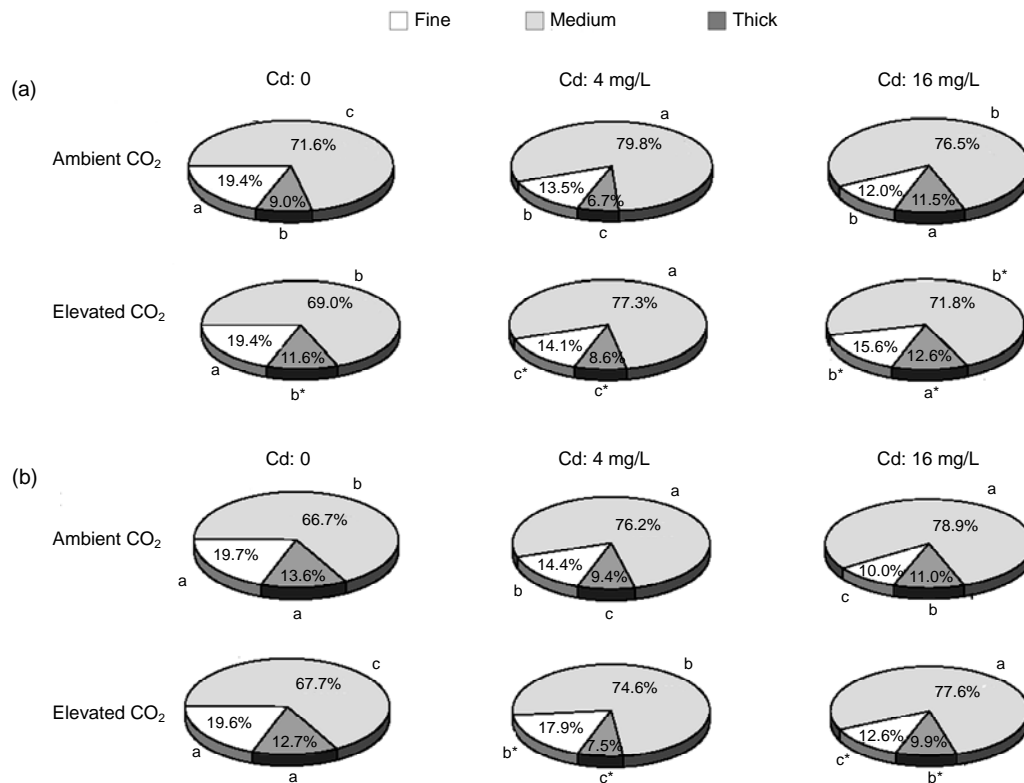 Fine Medium Thick
(a)
Cd: 0 Cd: 4 mg/L Cd: 16 mg/L
Ambient CO₂
c
71.6%
19.4%
9.0%
a
b
a
79.8%
13.5%
6.7%
b
c
b
76.5%
12.0%
11.5%
b
a
Elevated CO₂
b
69.0%
19.4%
11.6%
a
b*
a
77.3%
14.1%
8.6%
c*
c*
b*
71.8%
15.6%
12.6%
b*
a*
(b)
Cd: 0 Cd: 4 mg/L Cd: 16 mg/L
Ambient CO₂
b
66.7%
19.7%
13.6%
a
a
a
76.2%
14.4%
9.4%
b
c
a
78.9%
10.0%
11.0%
c
b
Elevated CO₂
c
67.7%
19.6%
12.7%
a
a
b
74.6%
17.9%
7.5%
b*
c*
a
77.6%
12.6%
9.9%
c*
b*